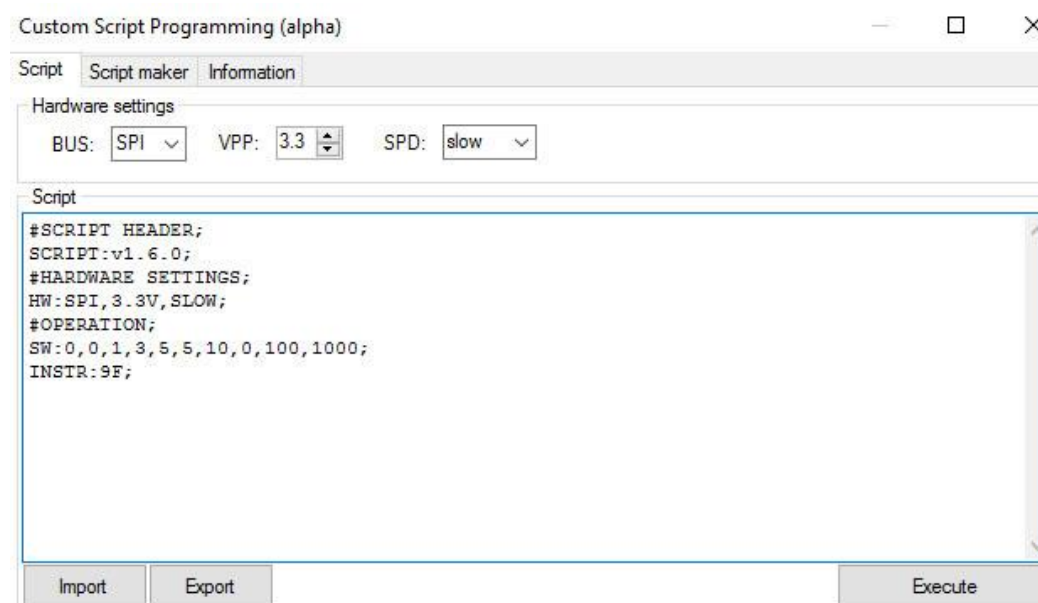 Custom Script Programming (alpha)
Script Script maker Information
Hardware settings
BUS: SPI VPP: 3.3 SPD: slow
Script
#SCRIPT HEADER;
SCRIPT:v1.6.0;
#HARDWARE SETTINGS;
HW:SPI,3.3V,SLOW;
#OPERATION;
SW:0,0,1,3,5,5,10,0,100,1000;
INSTR:9F;
Import Export Execute